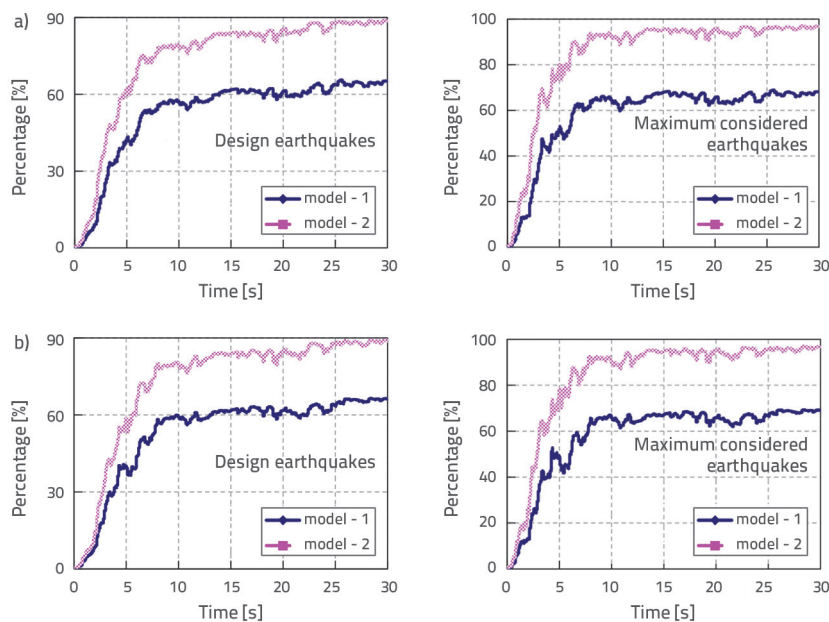 a)
90
60
30
0
Percentage [%]
Design earthquakes
model - 1
model - 2
0 5 10 15 20 25 30
Time [s]
100
80
60
40
20
0
Percentage [%]
Maximum considered
earthquakes
model - 1
model - 2
0 5 10 15 20 25 30
Time [s]
b)
90
60
30
0
Percentage [%]
Design earthquakes
model - 1
model - 2
0 5 10 15 20 25 30
Time [s]
100
80
60
40
20
0
Percentage [%]
Maximum considered
earthquakes
model - 1
model - 2
0 5 10 15 20 25 30
Time [s]